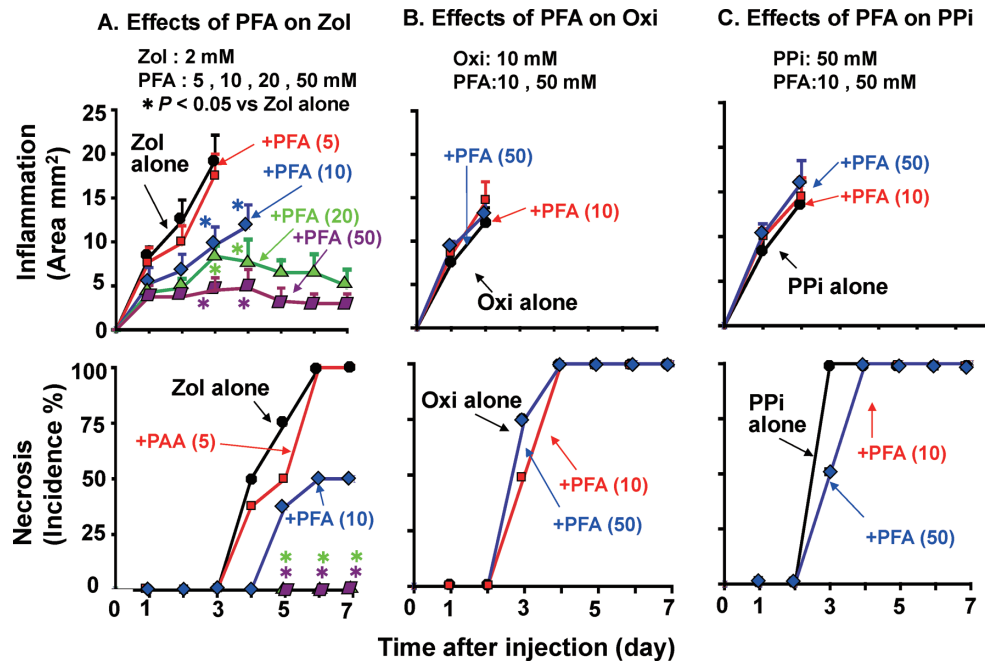 A. Effects of PFA on Zol
Zol : 2 mM
PFA : 5 , 10, 20 , 50 mM
* P < 0.05 vs Zol alone
Inflammation
(Area mm²)
25
20
15
10
5
0
Zol
alone
+PFA (5)
+PFA (10)
+PFA (20)
+PFA (50)
*
*
*
*
*
*
B. Effects of PFA on Oxi
Oxi: 10 mM
PFA:10 , 50 mM
+PFA (50)
+PFA (10)
Oxi alone
C. Effects of PFA on PPi
PPi: 50 mM
PFA:10 , 50 mM
+PFA (50)
+PFA (10)
PPi alone
Necrosis
(Incidence %)
100
75
50
25
0
Zol alone
+PAA (5)
+PFA (10)
* * *
* * *
0 1 3 5 7
Oxi alone
+PFA (10)
+PFA (50)
0 1 3 5 7
PPi
alone
+PFA (10)
+PFA (50)
0 1 3 5 7
Time after injection (day)